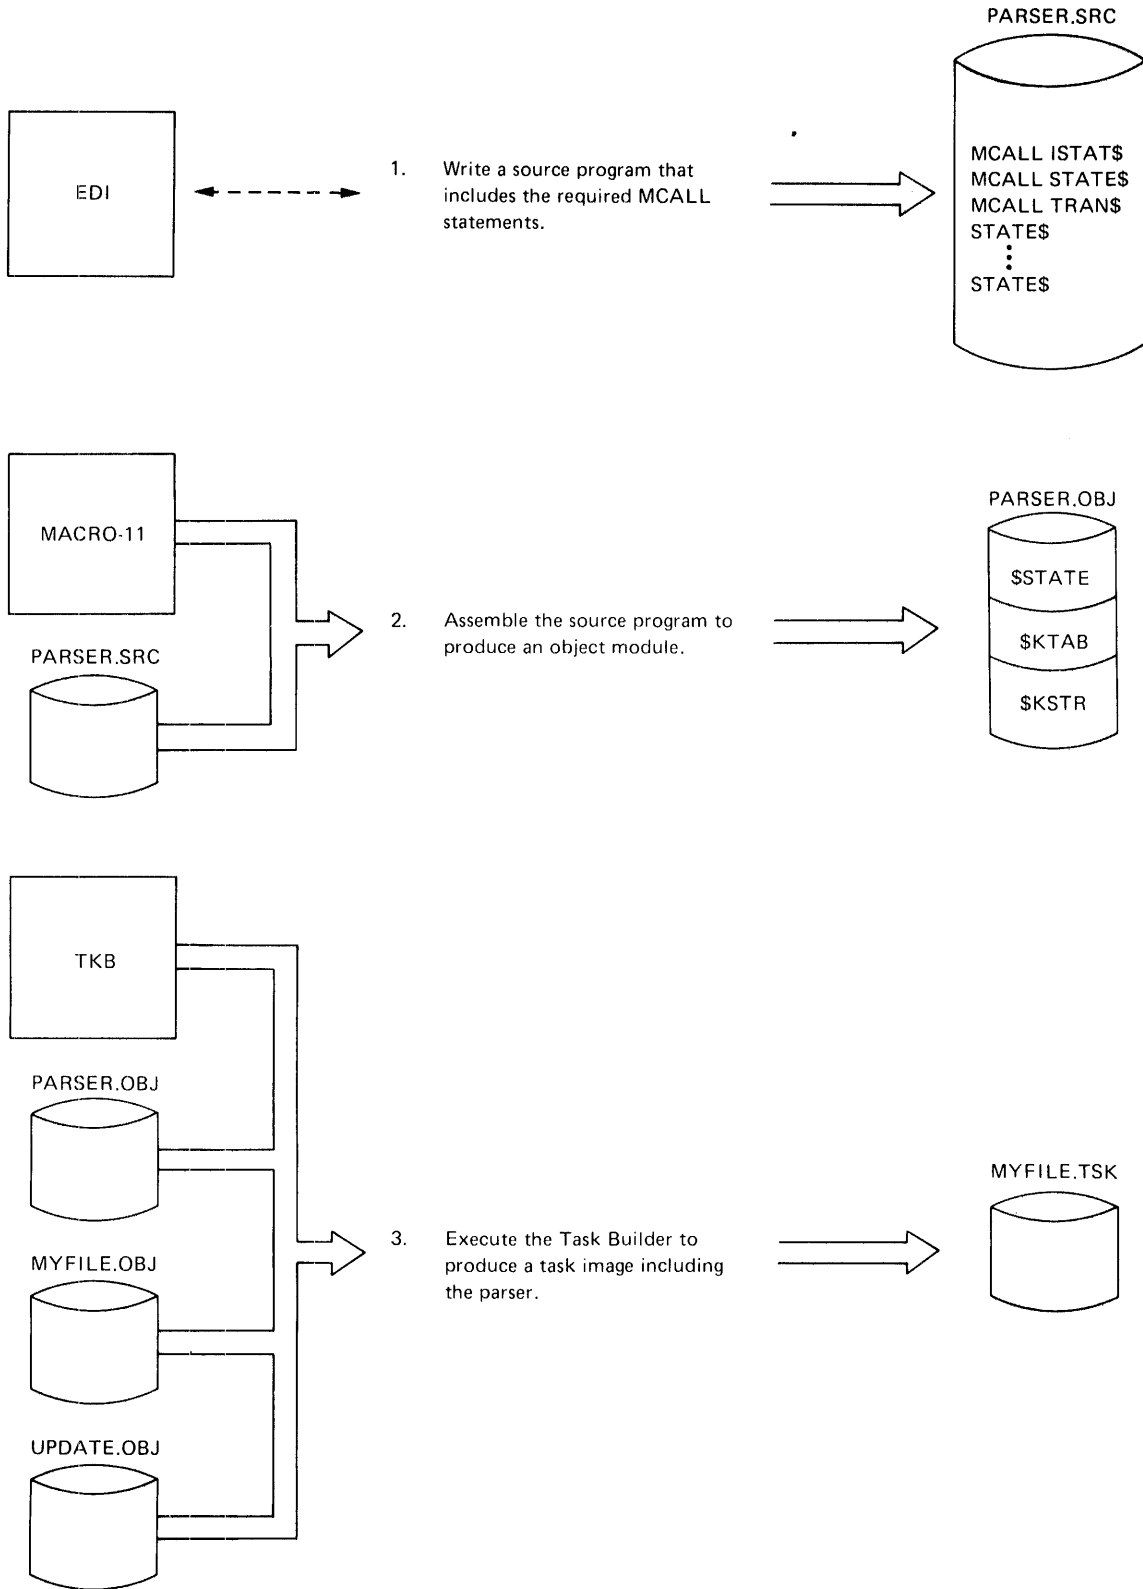 PARSER.SRC
EDI
1. Write a source program that
includes the required MCALL
statements.
MCALL ISTAT$
MCALL STATE$
MCALL TRAN$
STATE$
STATE$
MACRO-11
PARSER.SRC
2. Assemble the source program to
produce an object module.
PARSER.OBJ
$STATE
$KTAB
$KSTR
TKB
PARSER.OBJ
MYFILE.OBJ
UPDATE.OBJ
3. Execute the Task Builder to
produce a task image including
the parser.
MYFILE.TSK